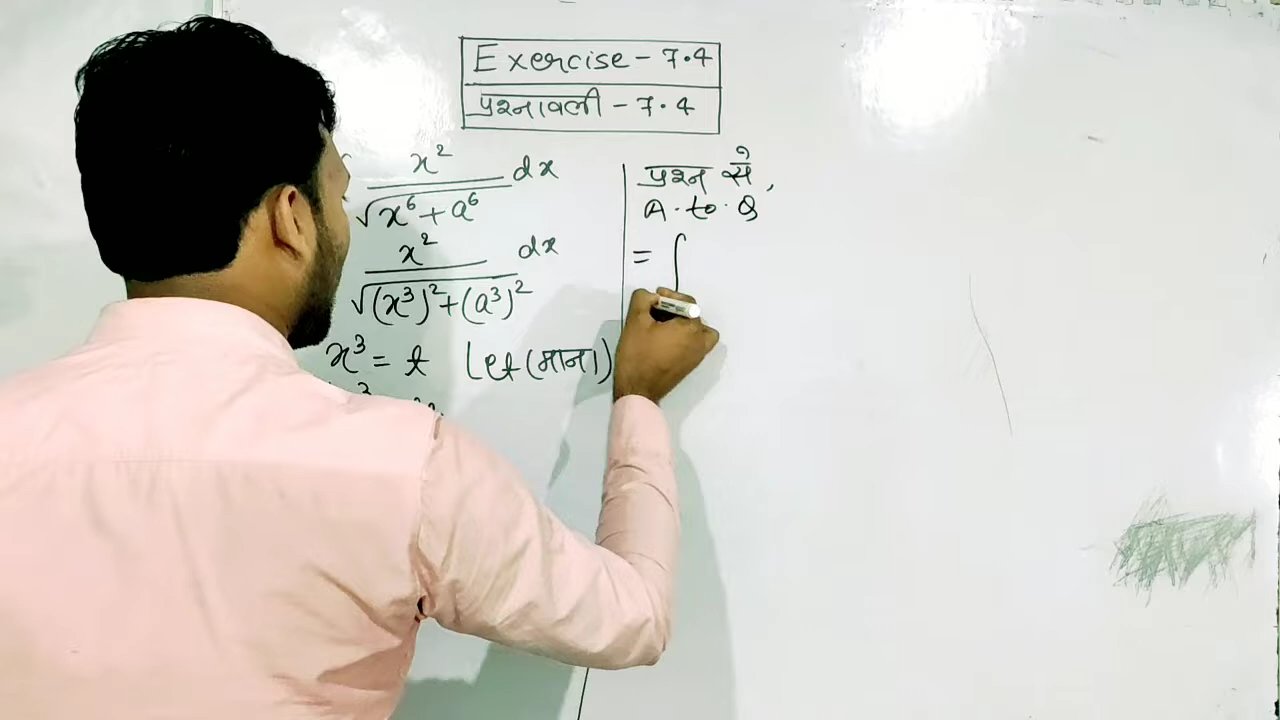 Exercise - 7.4
प्रश्नावली - 7.4
x² / √x⁶ + a⁶ dx
x² / √(x³)² + (a³)² dx
x³ = t Let (माना)
प्रश्न से,
A. to. Q
= ∫